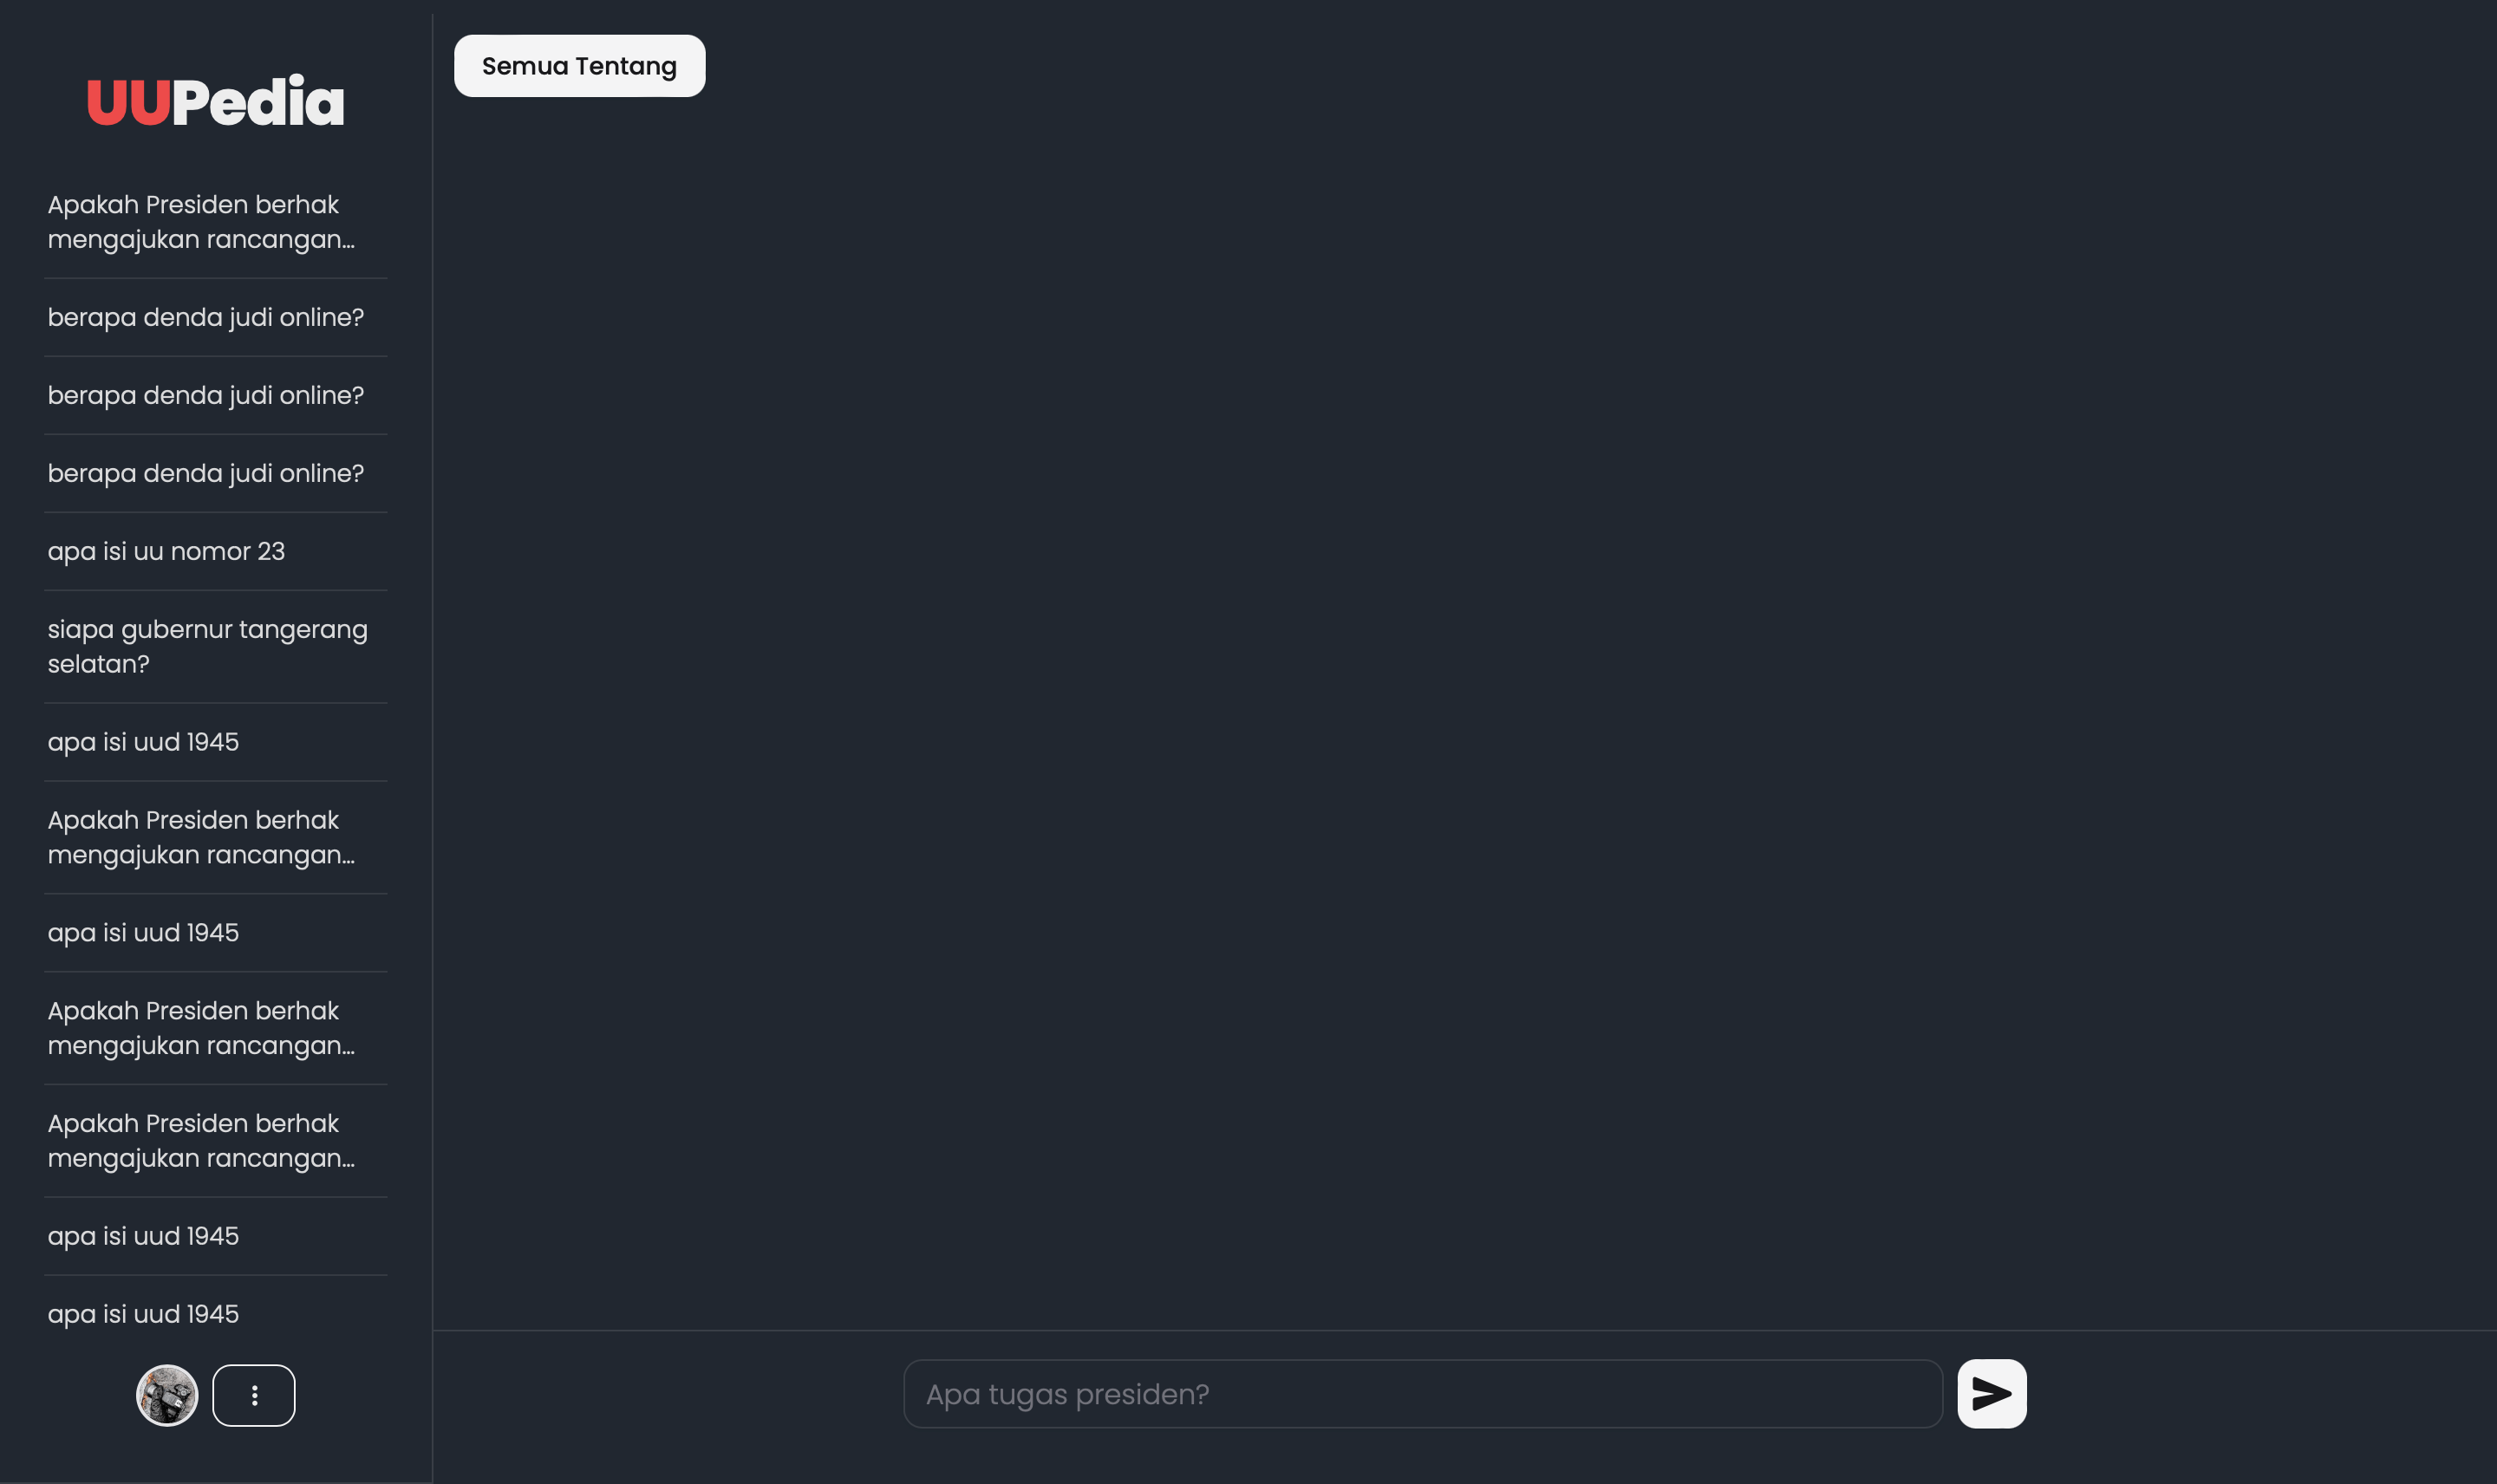 UUPedia
Apakah Presiden berhak
mengajukan rancangan...
berapa denda judi online?
berapa denda judi online?
berapa denda judi online?
apa isi uu nomor 23
siapa gubernur tangerang
selatan?
apa isi uud 1945
Apakah Presiden berhak
mengajukan rancangan...
apa isi uud 1945
Apakah Presiden berhak
mengajukan rancangan...
Apakah Presiden berhak
mengajukan rancangan...
apa isi uud 1945
apa isi uud 1945
Semua Tentang
Apa tugas presiden?